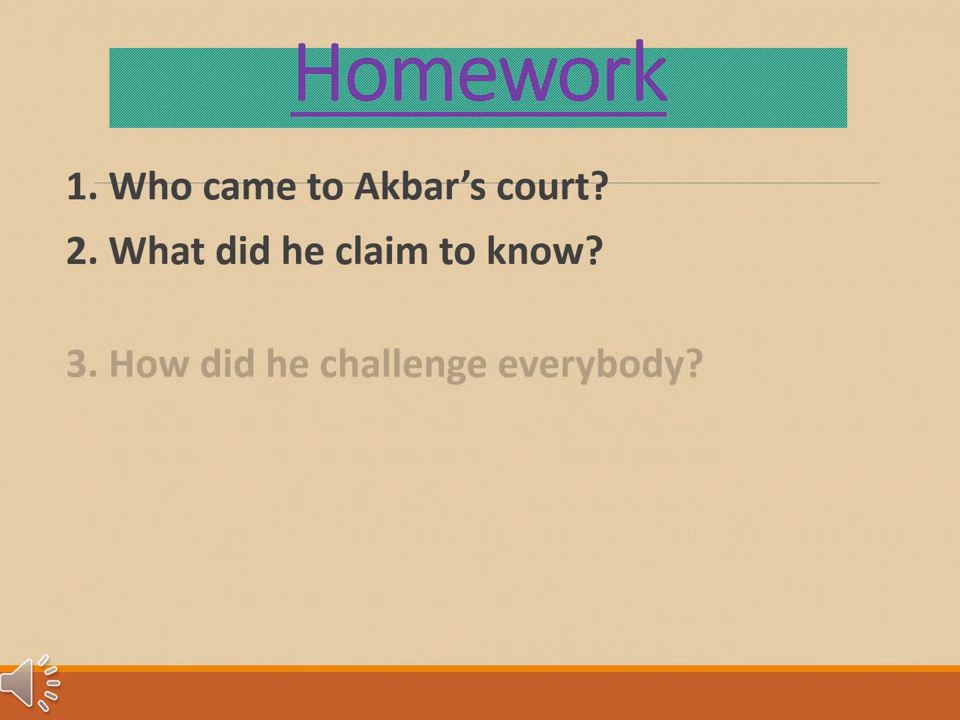 Homework
1. Who came to Akbar’s court?
2. What did he claim to know?
3. How did he challenge everybody?